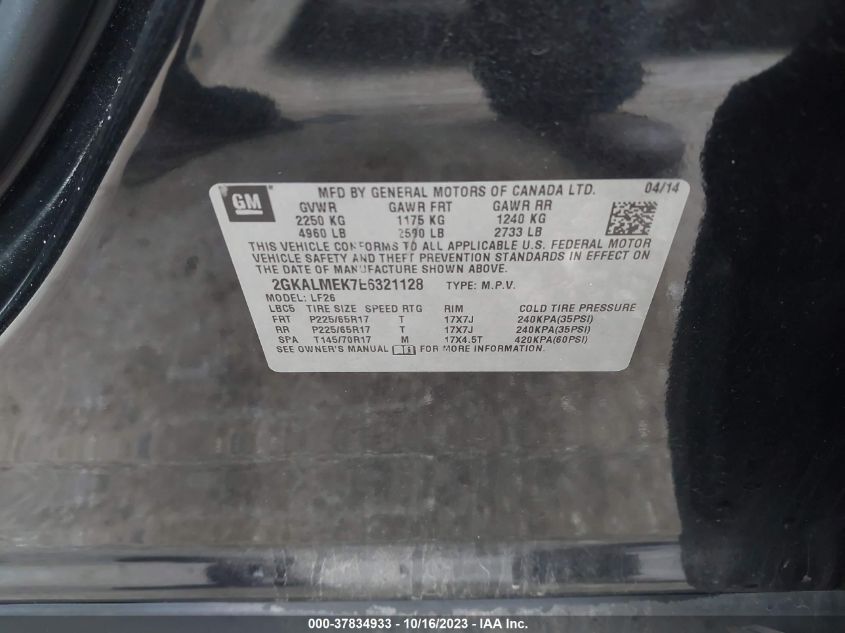 GM
MFD BY GENERAL MOTORS OF CANADA LTD. 04/14
GVWR GAWR FRT GAWR RR
2250 KG 1175 KG 1240 KG
4960 LB 2590 LB 2733 LB
THIS VEHICLE CONFORMS TO ALL APPLICABLE U.S. FEDERAL MOTOR
VEHICLE SAFETY AND THEFT PREVENTION STANDARDS IN EFFECT ON
THE DATE OF MANUFACTURE SHOWN ABOVE.
2GKALMEK7E6321128 TYPE: M.P.V.
MODEL: LF26
LBC5 TIRE SIZE SPEED RTG RIM COLD TIRE PRESSURE
FRT P225/65R17 T 17X7J 240KPA(35PSI)
RR P225/65R17 T 17X7J 240KPA(35PSI)
SPA T145/70R17 M 17X4.5T 420KPA(60PSI)
SEE OWNER'S MANUAL FOR MORE INFORMATION.
000-37834933 - 10/16/2023 - IAA Inc.